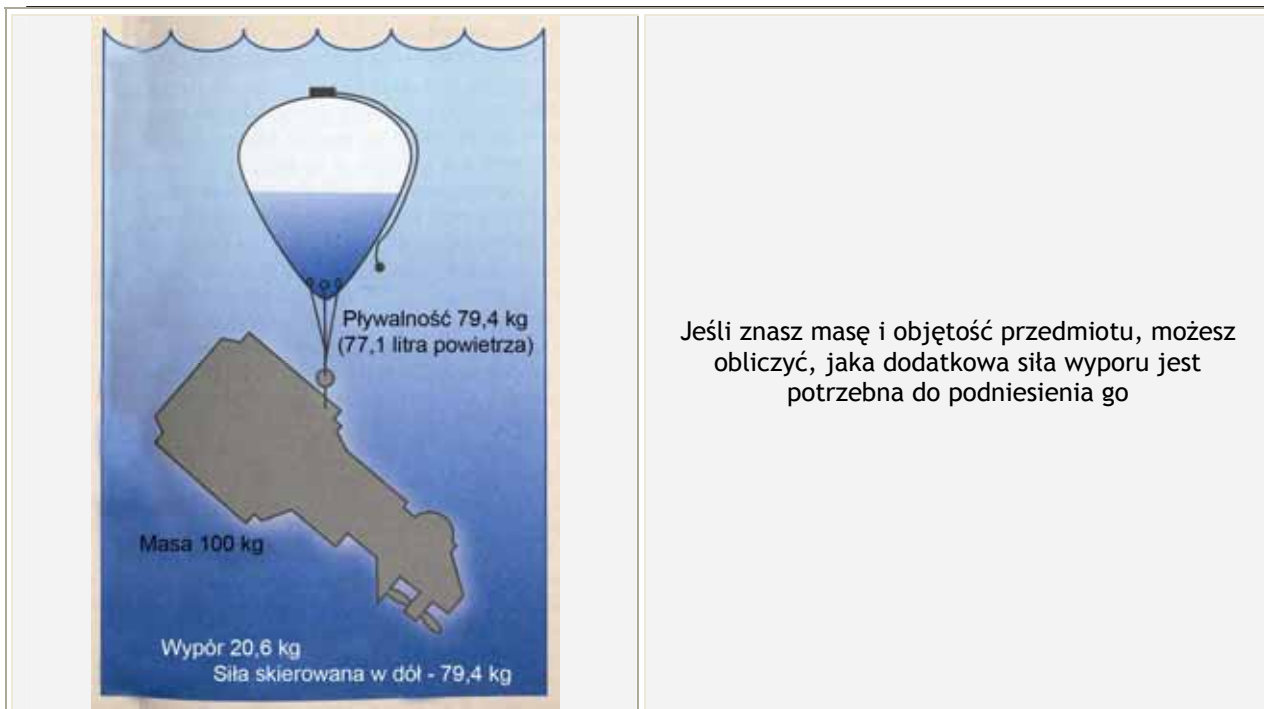 Pływalność 79,4 kg
(77,1 litra powietrza)
Masa 100 kg
Wypór 20,6 kg
Siła skierowana w dół - 79,4 kg
Jeśli znasz masę i objętość przedmiotu, możesz
obliczyć, jaka dodatkowa siła wyporu jest
potrzebna do podniesienia go